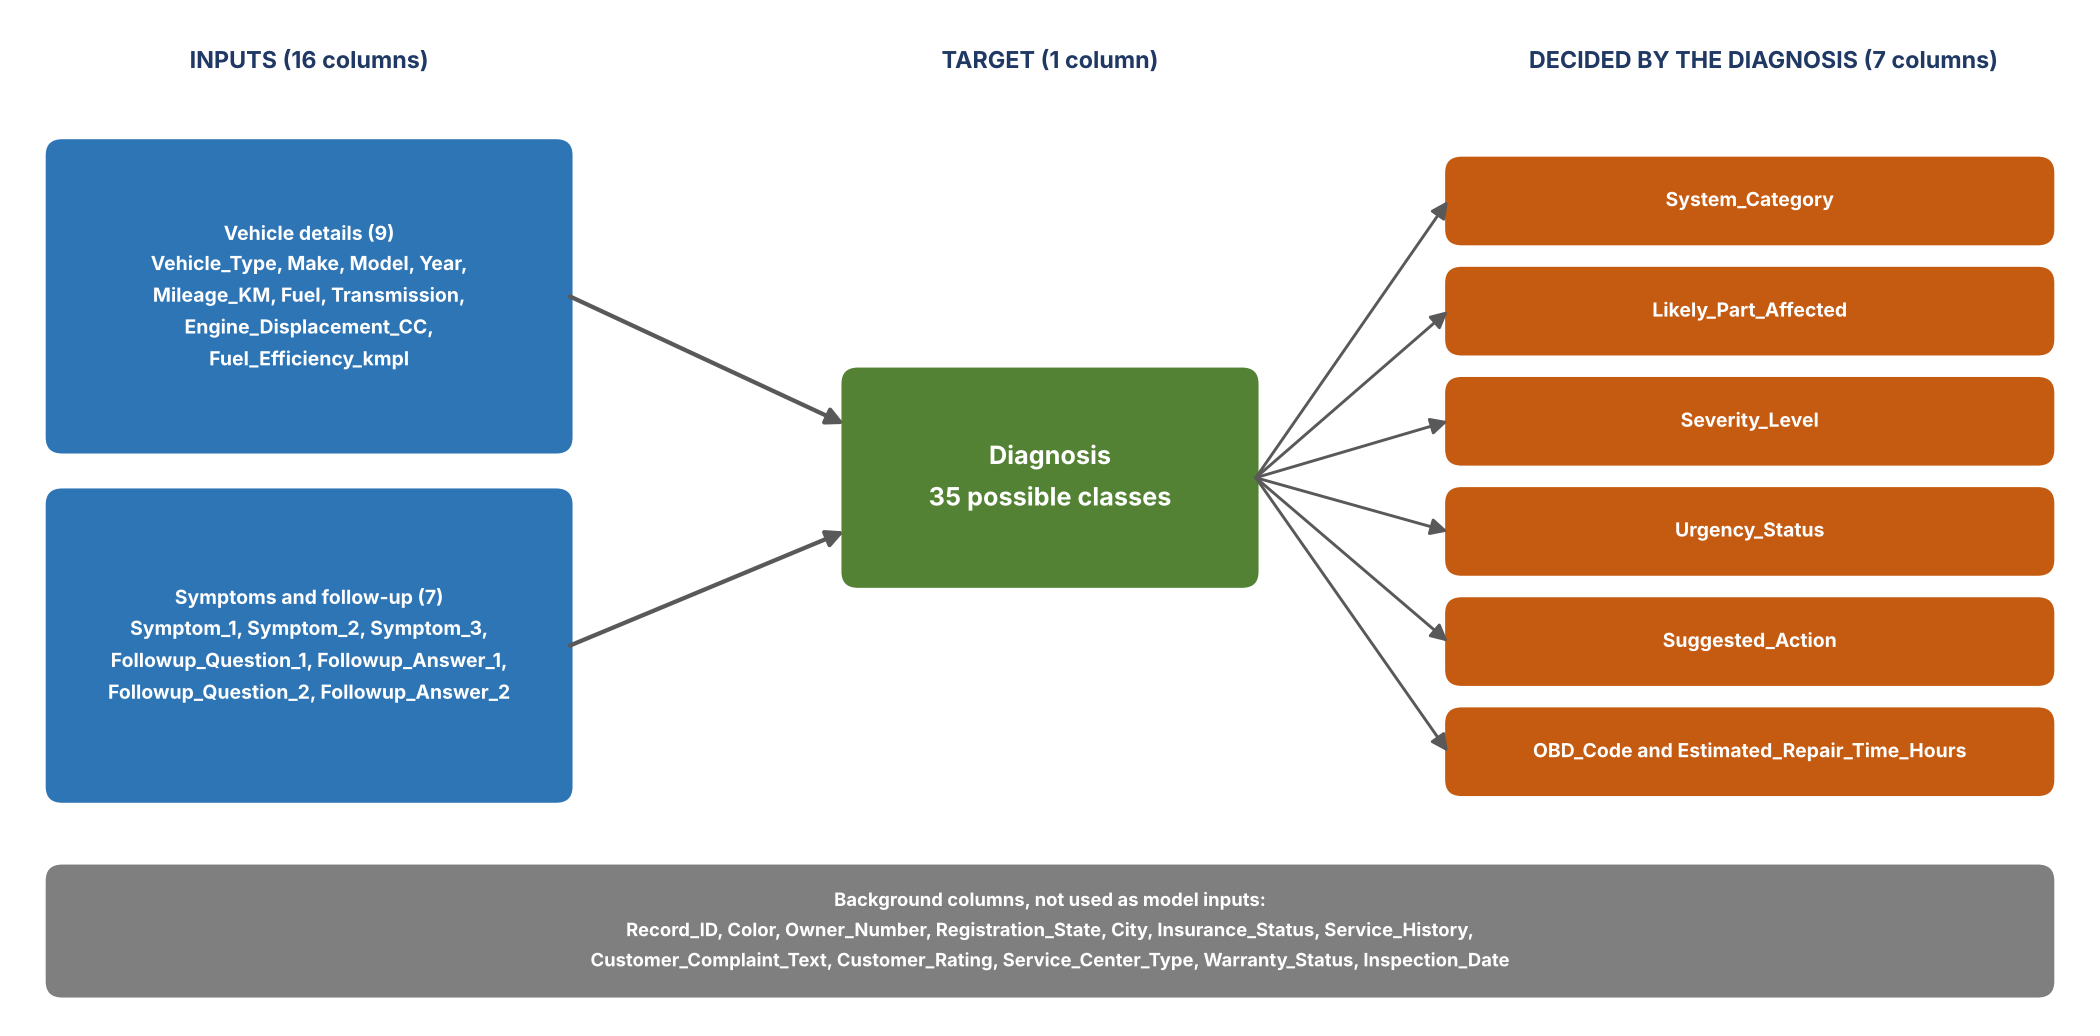 INPUTS (16 columns)
TARGET (1 column)
DECIDED BY THE DIAGNOSIS (7 columns)
Vehicle details (9)
Vehicle_Type, Make, Model, Year,
Mileage_KM, Fuel, Transmission,
Engine_Displacement_CC,
Fuel_Efficiency_kmpl
Symptoms and follow-up (7)
Symptom_1, Symptom_2, Symptom_3,
Followup_Question_1, Followup_Answer_1,
Followup_Question_2, Followup_Answer_2
Diagnosis
35 possible classes
System_Category
Likely_Part_Affected
Severity_Level
Urgency_Status
Suggested_Action
OBD_Code and Estimated_Repair_Time_Hours
Background columns, not used as model inputs:
Record_ID, Color, Owner_Number, Registration_State, City, Insurance_Status, Service_History,
Customer_Complaint_Text, Customer_Rating, Service_Center_Type, Warranty_Status, Inspection_Date